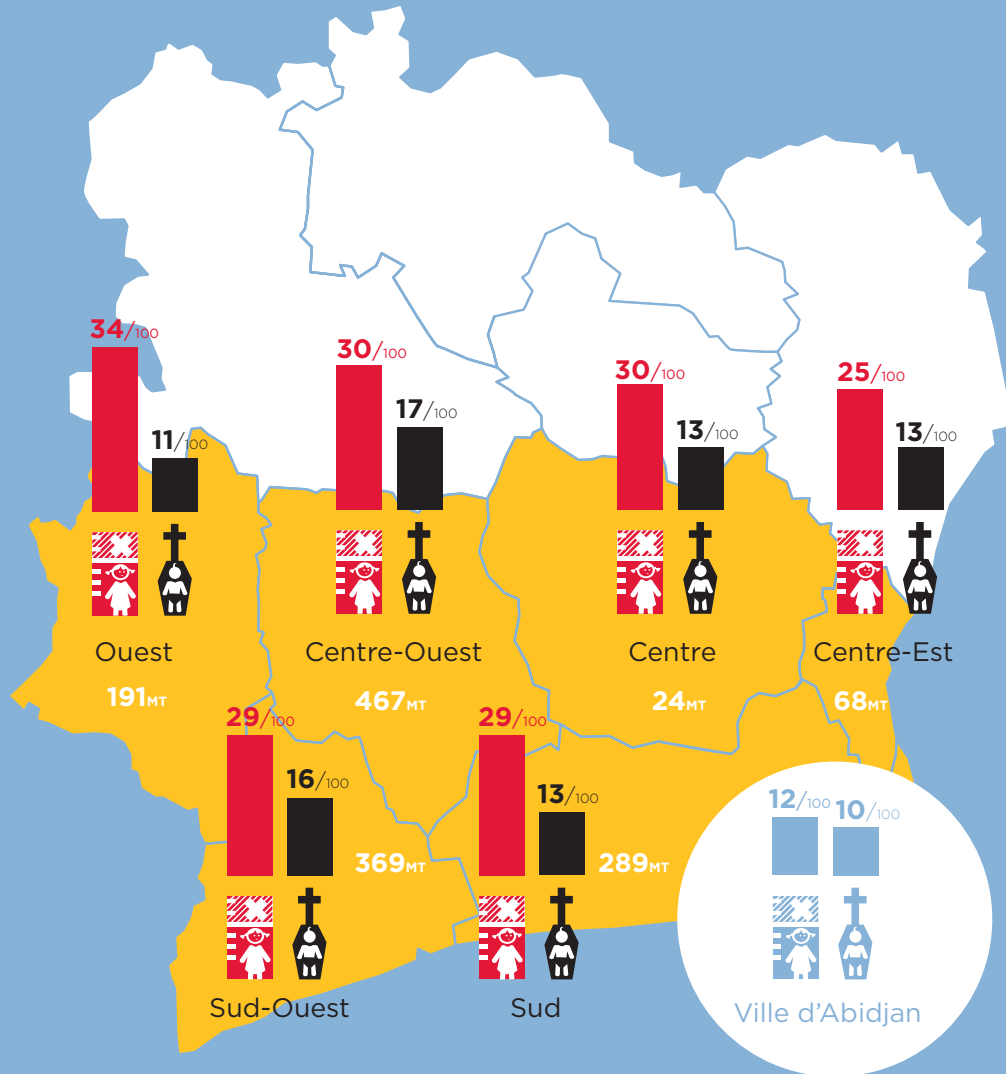 34/100
11/100
Ouest
191MT
30/100
17/100
Centre-Ouest
467MT
30/100
13/100
Centre
24MT
25/100
13/100
Centre-Est
68MT
29/100
16/100
369MT
Sud-Ouest
29/100
13/100
289MT
Sud
12/100
10/100
Ville d'Abidjan